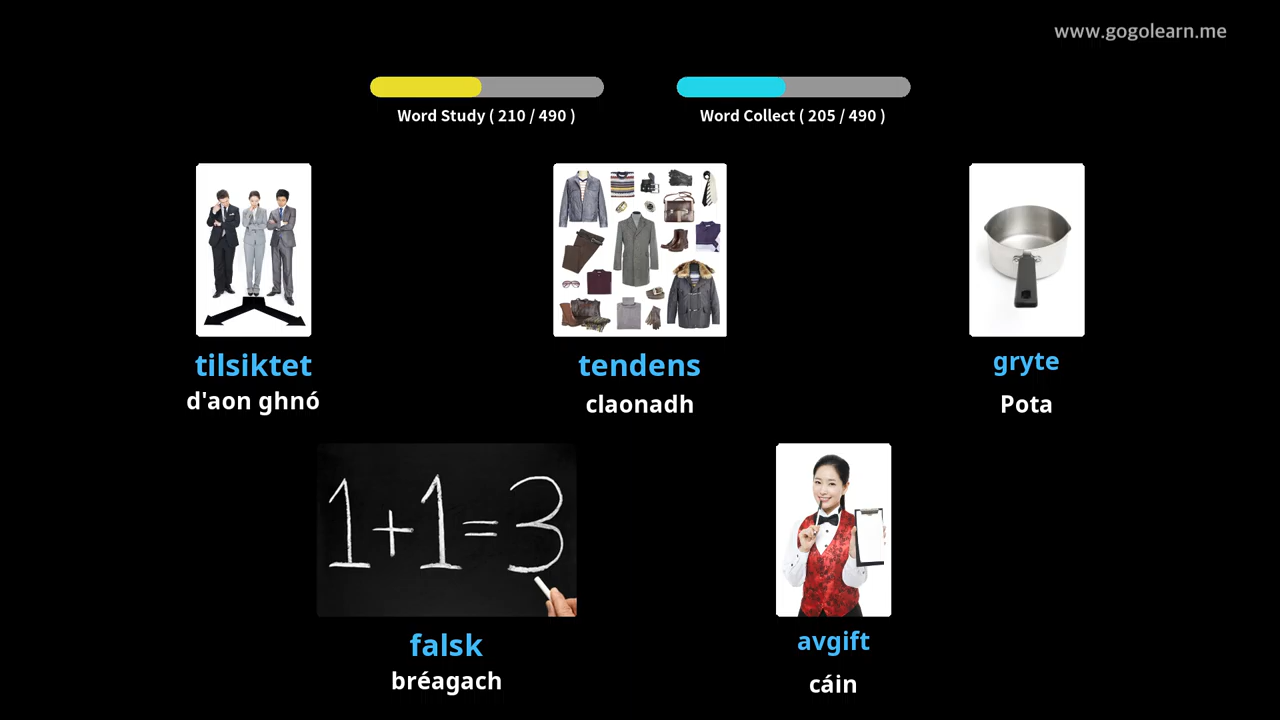 www.gogolearn.me
Word Study ( 210 / 490 )
Word Collect ( 205 / 490 )
tilsiktet
d'aon ghnó
tendens
claonadh
gryte
Pota
1+1=3
falsk
bréagach
avgift
cáin